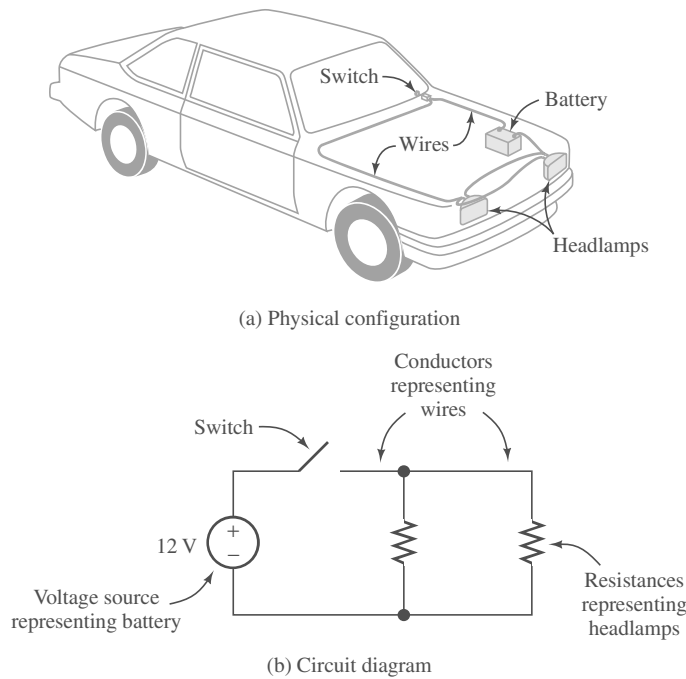 Switch
Battery
Wires
Headlamps
(a) Physical configuration
Conductors
representing
wires
Switch
12 V
+
−
Voltage source
representing battery
Resistances
representing
headlamps
(b) Circuit diagram